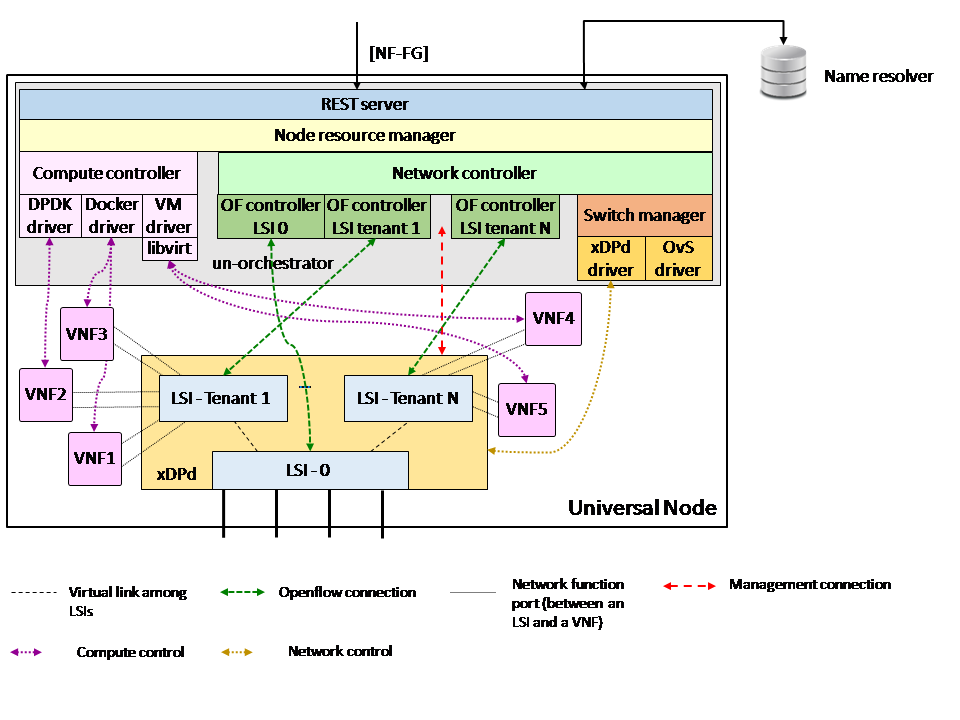 [NF-FG]
Name resolver
REST server
Node resource manager
Compute controller
Network controller
DPDK
driver
Docker
driver
VM
driver
libvirt
OF controller
LSI 0
OF controller
LSI tenant 1
OF controller
LSI tenant N
Switch manager
xDPd
driver
OvS
driver
un-orchestrator
VNF3
VNF4
VNF2
LSI - Tenant 1
LSI - Tenant N
VNF5
VNF1
xDPd
LSI - 0
Universal Node
Virtual link among
LSIs
Openflow connection
Network function
port (between an
LSI and a VNF)
Management connection
Compute control
Network control